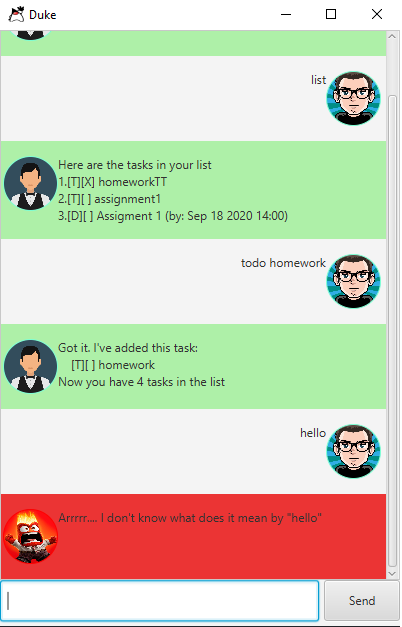 Duke
list
Here are the tasks in your list
1.[T][X] homeworkTT
2.[T][ ] assignment1
3.[D][ ] Assigment 1 (by: Sep 18 2020 14:00)
todo homework
Got it. I've added this task:
[T][ ] homework
Now you have 4 tasks in the list
hello
Arrrrr.... I don't know what does it mean by "hello"
Send